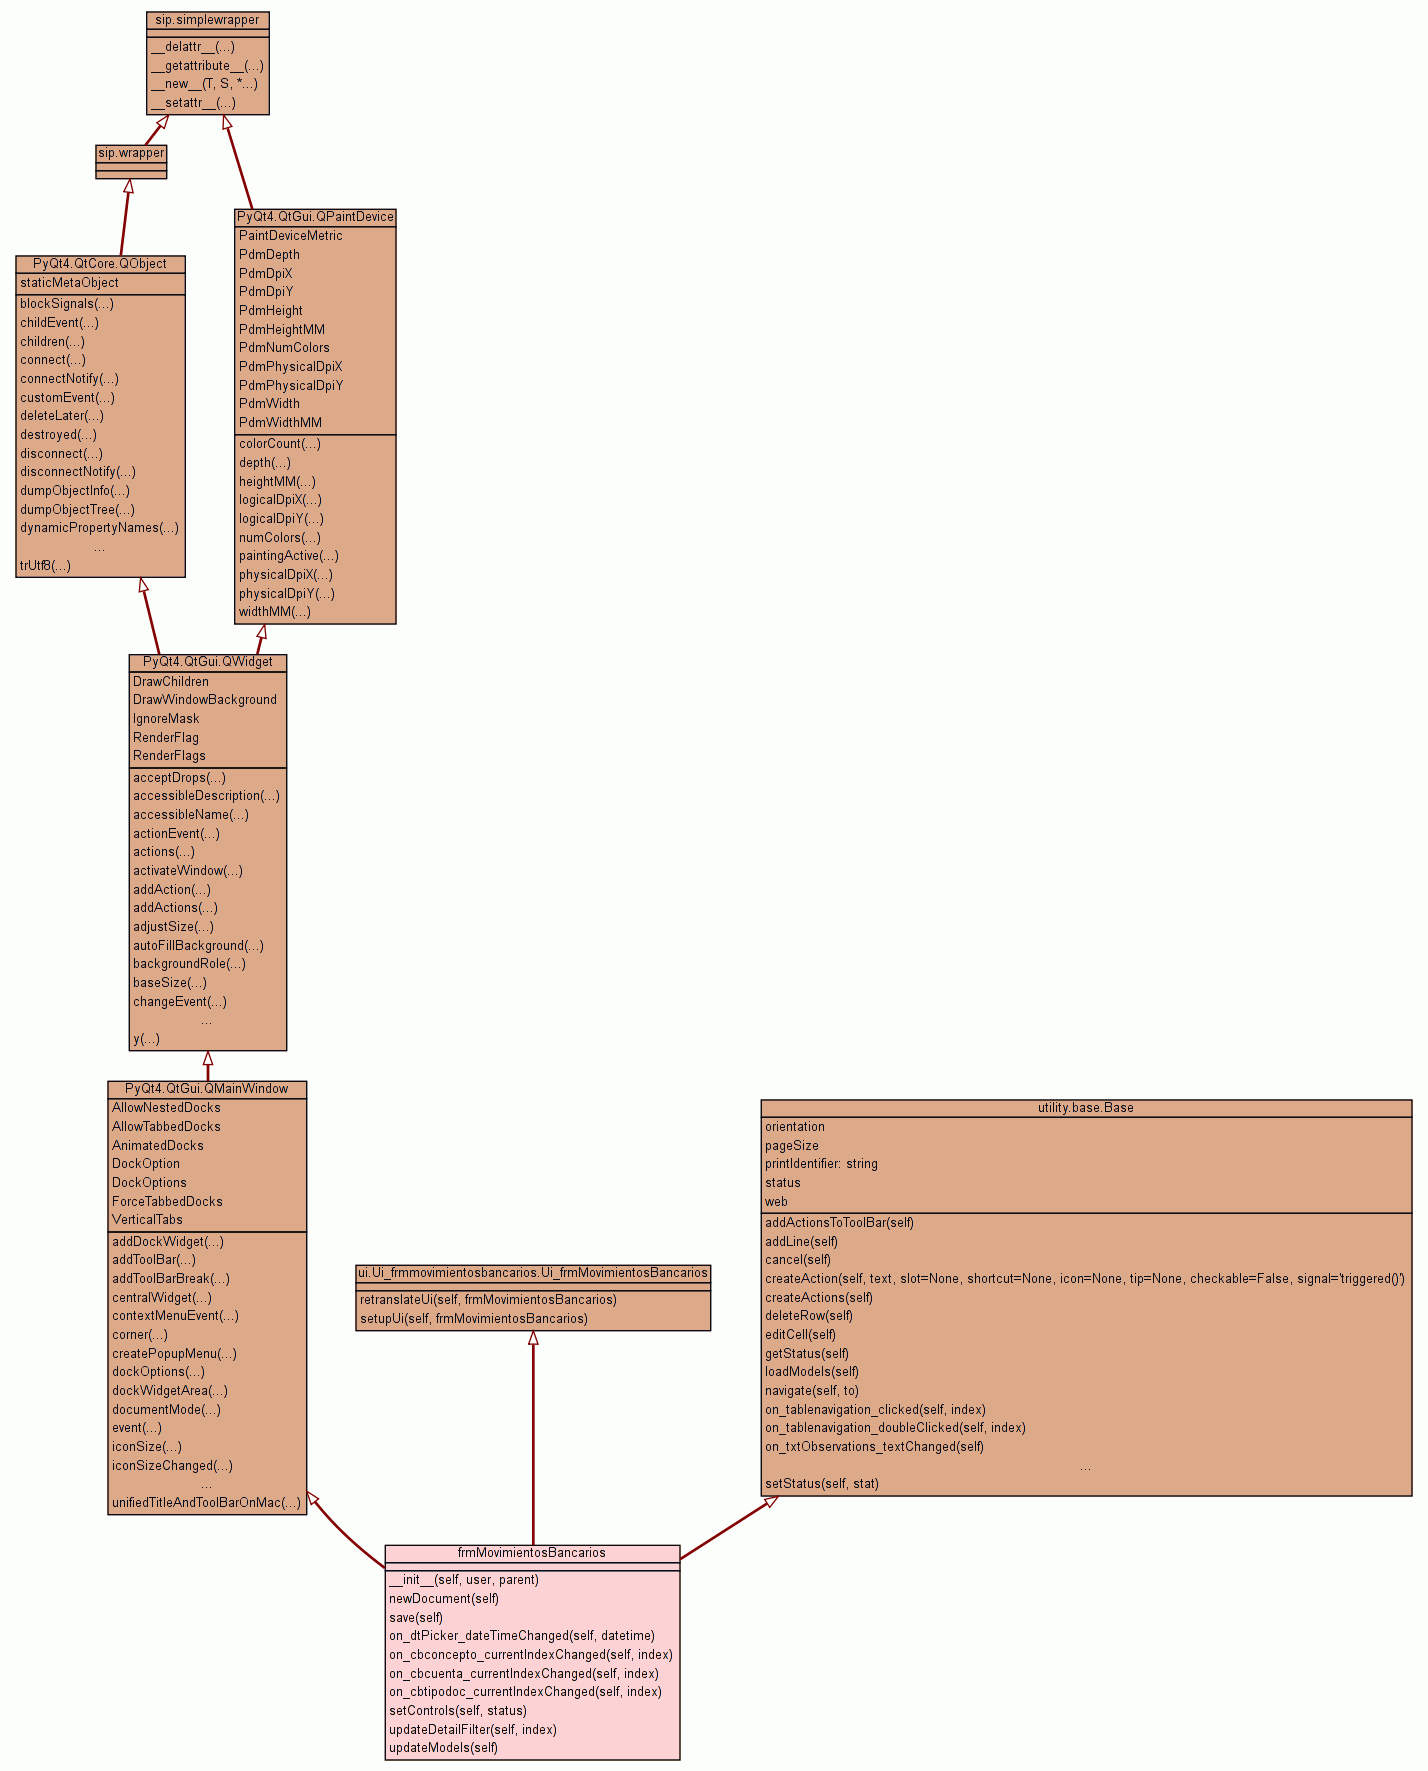 sip.simplewrapper
__delattr__(...)
__getattribute__(...)
__new__(T, S, *...)
__setattr__(...)
sip.wrapper
PyQt4.QtGui.QPaintDevice
PaintDeviceMetric
PdmDepth
PdmDpiX
PdmDpiY
PdmHeight
PdmHeightMM
PdmNumColors
PdmPhysicalDpiX
PdmPhysicalDpiY
PdmWidth
PdmWidthMM
colorCount(...)
depth(...)
heightMM(...)
logicalDpiX(...)
logicalDpiY(...)
numColors(...)
paintingActive(...)
physicalDpiX(...)
physicalDpiY(...)
widthMM(...)
PyQt4.QtCore.QObject
staticMetaObject
blockSignals(...)
childEvent(...)
children(...)
connect(...)
connectNotify(...)
customEvent(...)
deleteLater(...)
destroyed(...)
disconnect(...)
disconnectNotify(...)
dumpObjectInfo(...)
dumpObjectTree(...)
dynamicPropertyNames(...)
...
trUtf8(...)
PyQt4.QtGui.QWidget
DrawChildren
DrawWindowBackground
IgnoreMask
RenderFlag
RenderFlags
acceptDrops(...)
accessibleDescription(...)
accessibleName(...)
actionEvent(...)
actions(...)
activateWindow(...)
addAction(...)
addActions(...)
adjustSize(...)
autoFillBackground(...)
backgroundRole(...)
baseSize(...)
changeEvent(...)
...
y(...)
PyQt4.QtGui.QMainWindow
AllowNestedDocks
AllowTabbedDocks
AnimatedDocks
DockOption
DockOptions
ForceTabbedDocks
VerticalTabs
addDockWidget(...)
addToolBar(...)
addToolBarBreak(...)
centralWidget(...)
contextMenuEvent(...)
corner(...)
createPopupMenu(...)
dockOptions(...)
dockWidgetArea(...)
documentMode(...)
event(...)
iconSize(...)
iconSizeChanged(...)
...
unifiedTitleAndToolBarOnMac(...)
ui.Ui_frmmovimientosbancarios.Ui_frmMovimientosBancarios
retranslateUi(self, frmMovimientosBancarios)
setupUi(self, frmMovimientosBancarios)
utility.base.Base
orientation
pageSize
printIdentifier: string
status
web
addActionsToToolBar(self)
addLine(self)
cancel(self)
createAction(self, text, slot=None, shortcut=None, icon=None, tip=None, checkable=False, signal='triggered()')
createActions(self)
deleteRow(self)
editCell(self)
getStatus(self)
loadModels(self)
navigate(self, to)
on_tablenavigation_clicked(self, index)
on_tablenavigation_doubleClicked(self, index)
on_txtObservations_textChanged(self)
...
setStatus(self, stat)
frmMovimientosBancarios
__init__(self, user, parent)
newDocument(self)
save(self)
on_dtPicker_dateTimeChanged(self, datetime)
on_cbconcepto_currentIndexChanged(self, index)
on_cbcuenta_currentIndexChanged(self, index)
on_cbtipodoc_currentIndexChanged(self, index)
setControls(self, status)
updateDetailFilter(self, index)
updateModels(self)